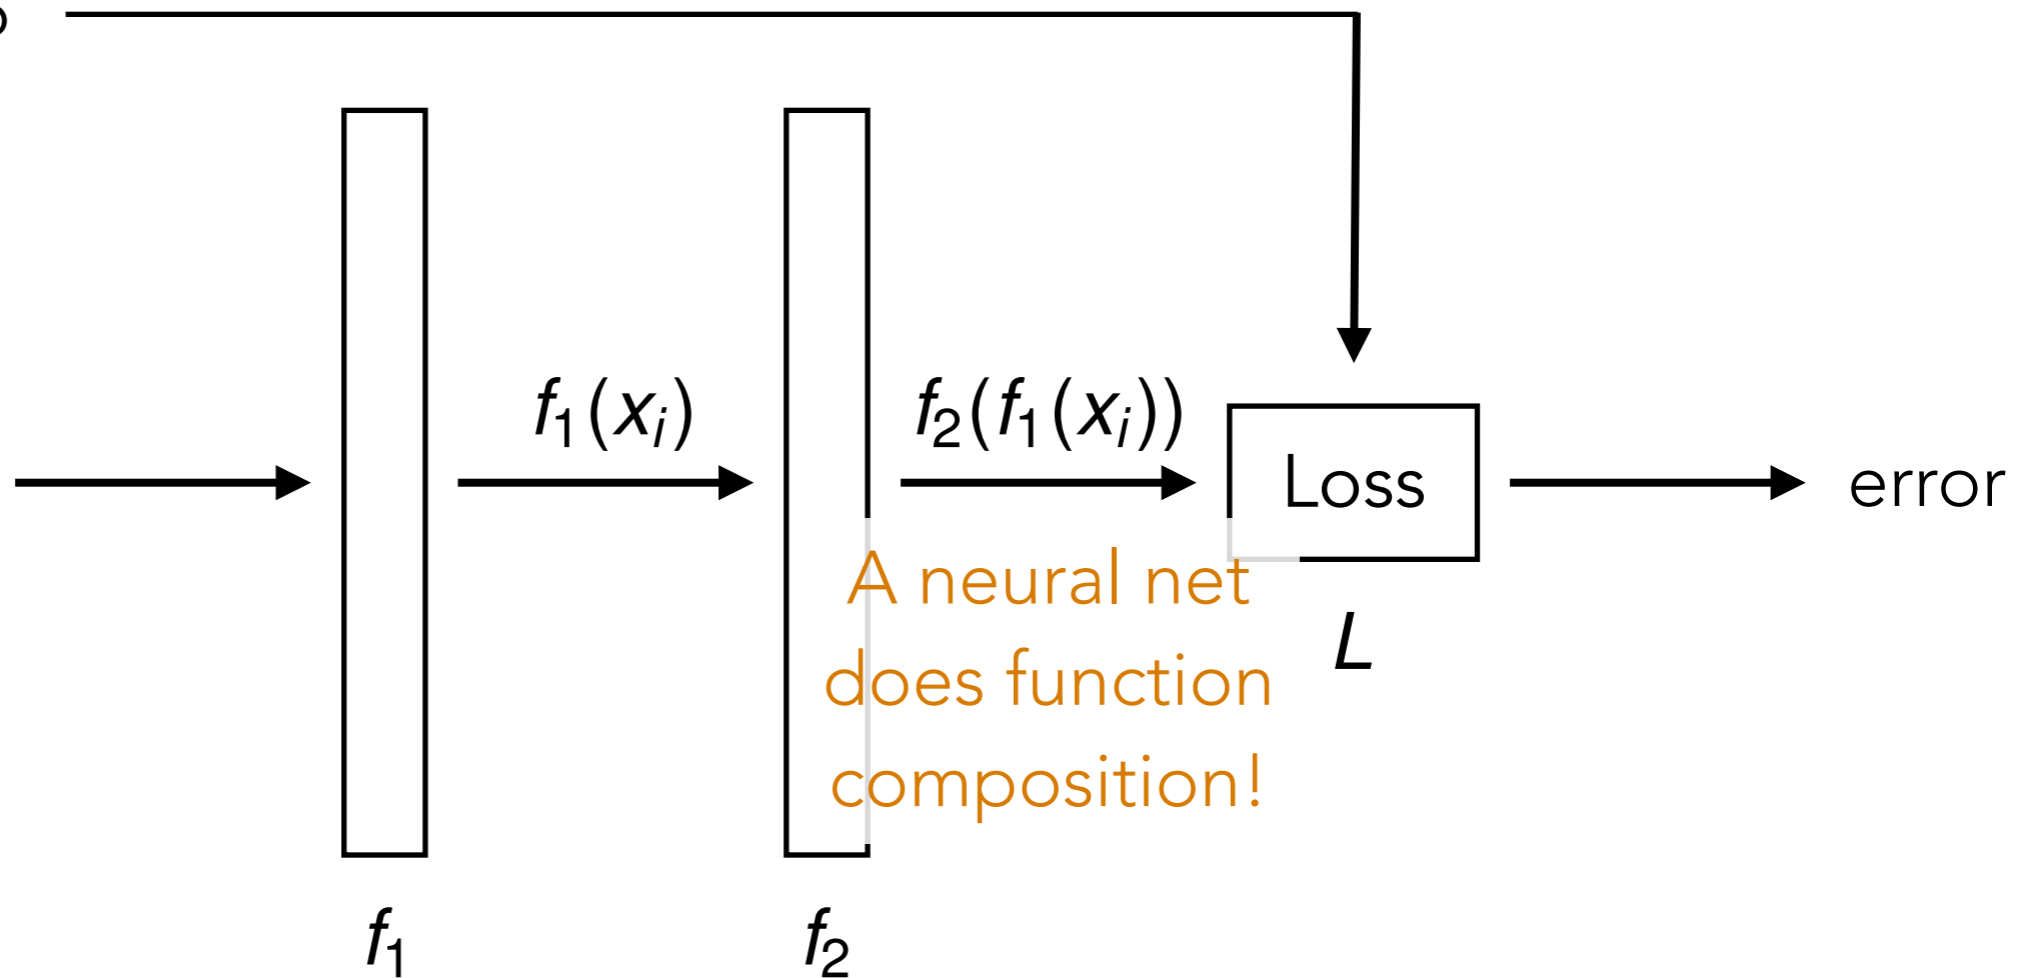 f₁(xᵢ)
f₂(f₁(xᵢ))
Loss
error
A neural net
does function
composition!
L
f₁
f₂